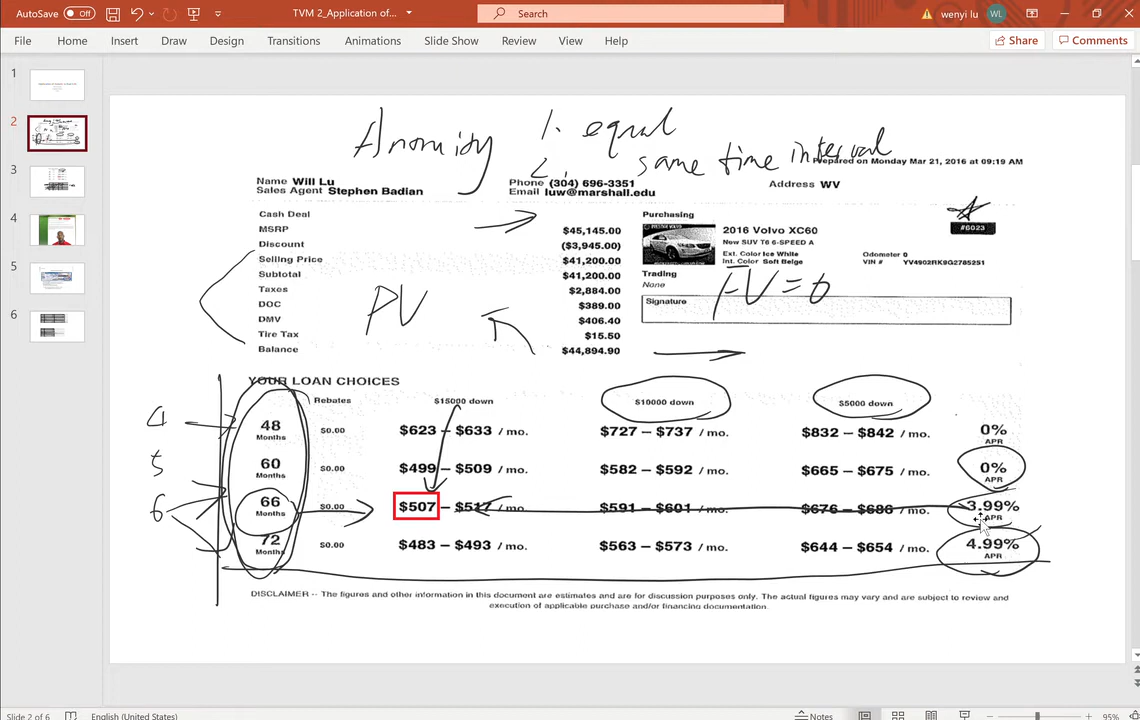 AutoSave Off TVM 2_Application of... Search wenyi lu WL
File Home Insert Draw Design Transitions Animations Slide Show Review View Help Share Comments
1
2
3
4
5
6
Annuity 1. equal
2. same time interval
Prepared on Monday Mar 21, 2016 at 09:19 AM
Name Will Lu Phone (304) 696-3351 Address WV
Sales Agent Stephen Badian Email luw@marshall.edu
Cash Deal Purchasing
MSRP $45,145.00 2016 Volvo XC60 #6023
Discount ($3,945.00) New SUV T6 6-SPEED A
Selling Price $41,200.00 Ext. Color Ice White Odometer 0
Int. Color Soft Beige VIN # YV4902RK9G2785251
Subtotal $41,200.00 Trading
Taxes $2,884.00 None
DOC $389.00 Signature
DMV $406.40
Tire Tax $15.50
Balance $44,894.90
PV FV = 0
YOUR LOAN CHOICES
Rebates $15000 down $10000 down $5000 down
4 48 Months $0.00 $623 – $633 / mo. $727 – $737 / mo. $832 – $842 / mo. 0% APR
5 60 Months $0.00 $499 – $509 / mo. $582 – $592 / mo. $665 – $675 / mo. 0% APR
6 66 Months $0.00 $507 – $517 / mo. $591 – $601 / mo. $676 – $686 / mo. 3.99% APR
72 Months $0.00 $483 – $493 / mo. $563 – $573 / mo. $644 – $654 / mo. 4.99% APR
DISCLAIMER -- The figures and other information in this document are estimates and are for discussion purposes only. The actual figures may vary and are subject to review and
execution of applicable purchase and/or financing documentation.
Slide 2 of 6 English (United States) Notes 95%